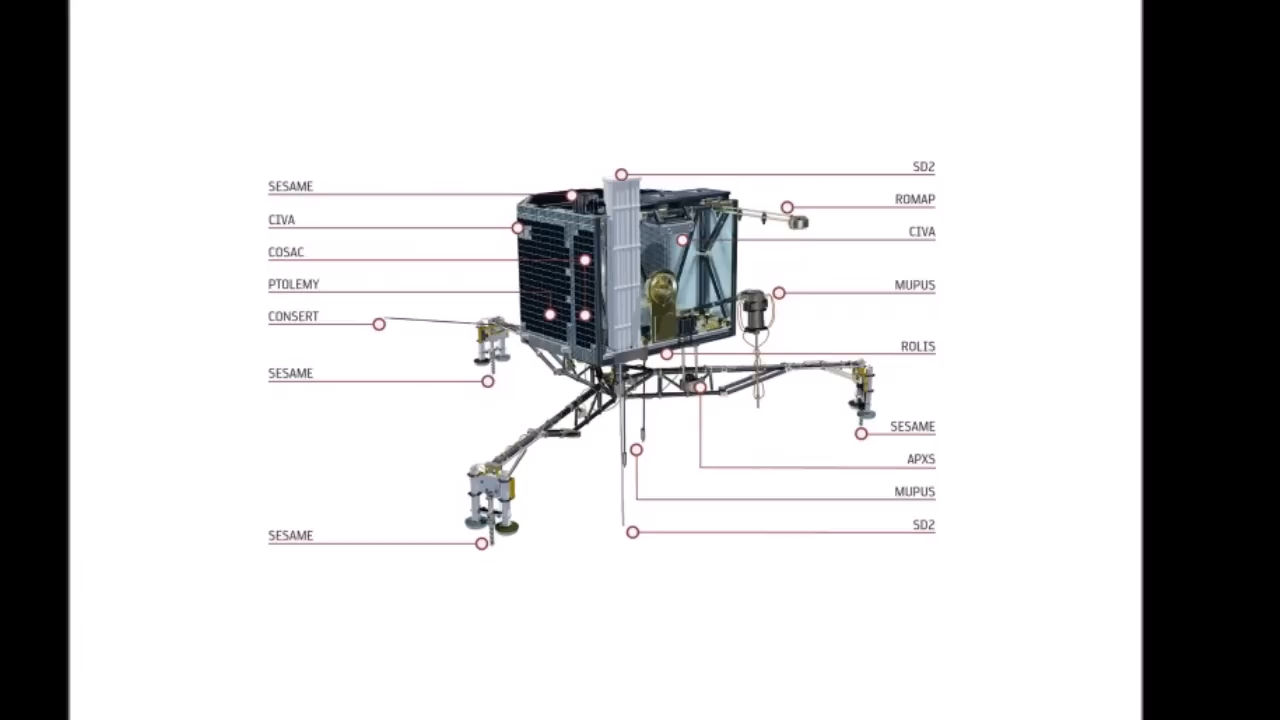 SESAME
CIVA
COSAC
PTOLEMY
CONSERT
SESAME
SESAME
SD2
ROMAP
CIVA
MUPUS
ROLIS
SESAME
APXS
MUPUS
SD2